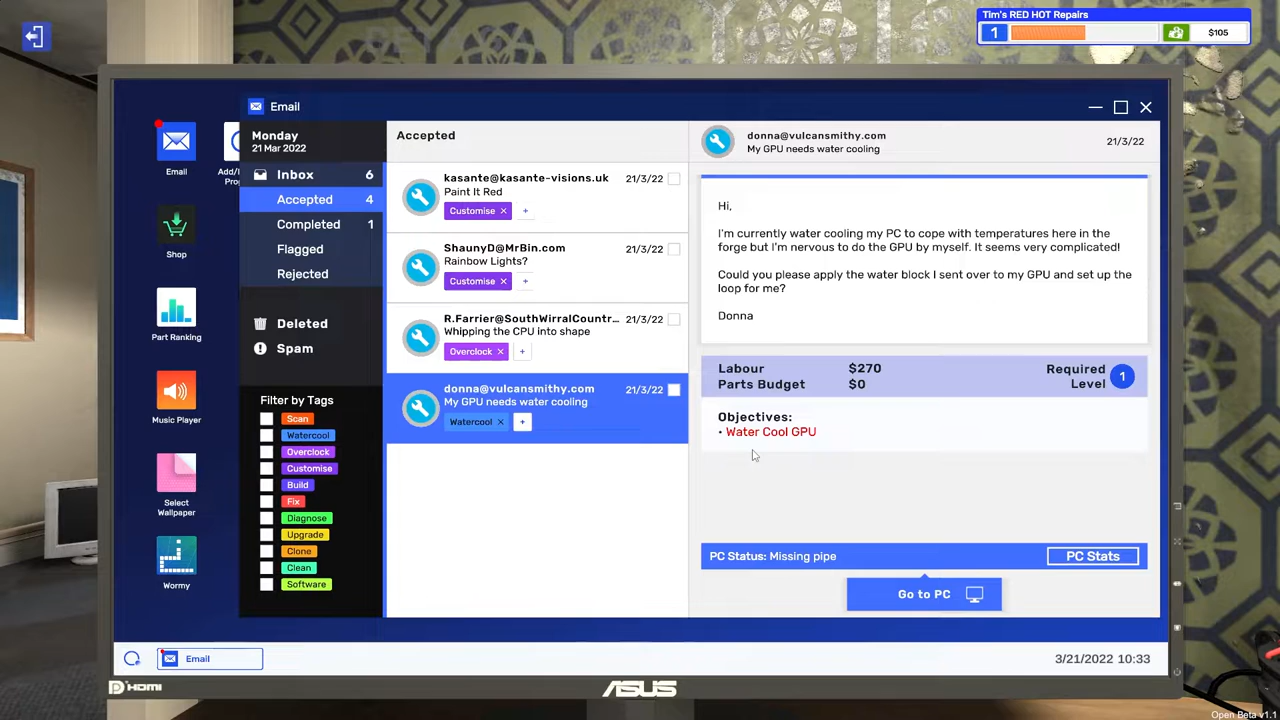 Tim's RED HOT Repairs
1
$105
Email
Monday
21 Mar 2022
Inbox 6
Accepted 4
Completed 1
Flagged
Rejected
Deleted
Spam
Filter by Tags
Scan
Watercool
Overclock
Customise
Build
Fix
Diagnose
Upgrade
Clone
Clean
Software
Email
Add/
Pro
Shop
Part Ranking
Music Player
Select
Wallpaper
Wormy
Accepted
kasante@kasante-visions.uk 21/3/22
Paint It Red
Customise × +
ShaunyD@MrBin.com 21/3/22
Rainbow Lights?
Customise × +
R.Farrier@SouthWirralCountr... 21/3/22
Whipping the CPU into shape
Overclock × +
donna@vulcansmithy.com 21/3/22
My GPU needs water cooling
Watercool × +
donna@vulcansmithy.com
My GPU needs water cooling
21/3/22
Hi,
I'm currently water cooling my PC to cope with temperatures here in the
forge but I'm nervous to do the GPU by myself. It seems very complicated!
Could you please apply the water block I sent over to my GPU and set up the
loop for me?
Donna
Labour $270
Parts Budget $0
Required
Level 1
Objectives:
• Water Cool GPU
PC Status: Missing pipe
PC Stats
Go to PC
Email
3/21/2022 10:33
HDMI
ASUS
Open Beta v1.1